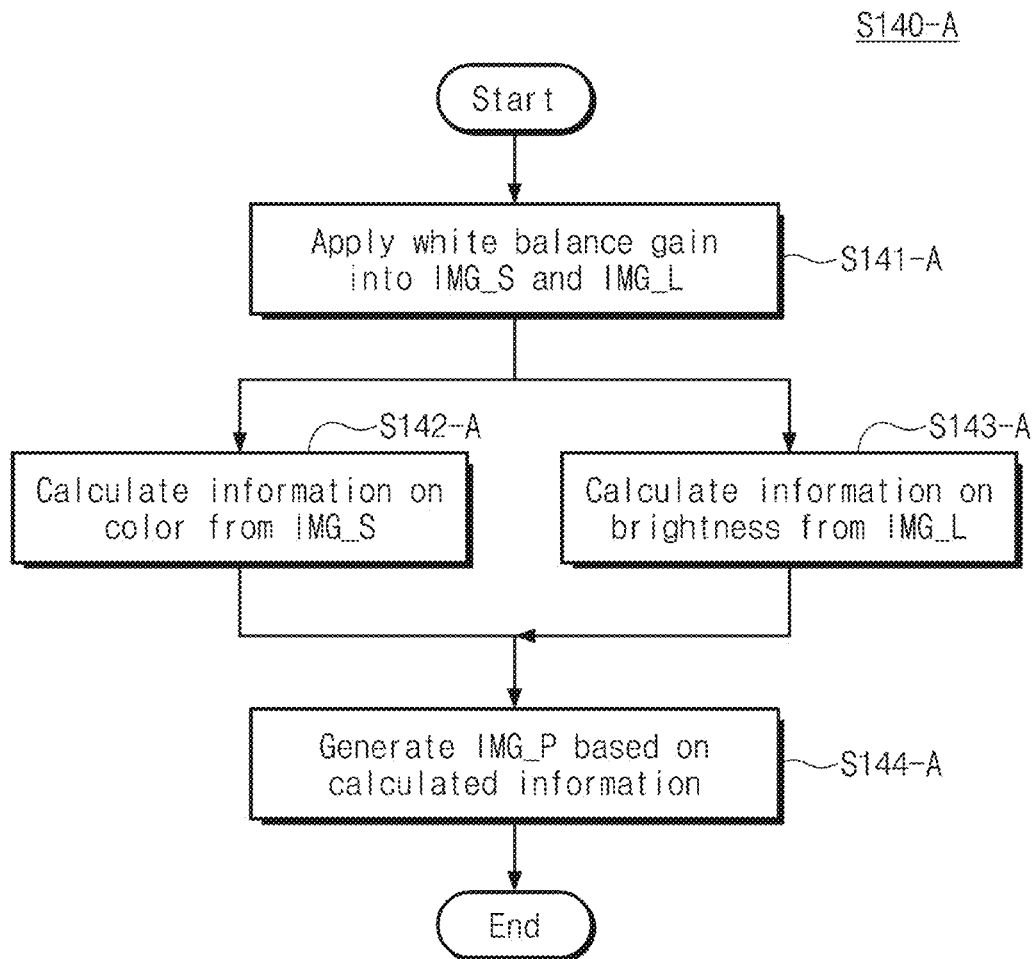 S140-A
Start
Apply white balance gain
into IMG_S and IMG_L
S141-A
S142-A
S143-A
Calculate information on
color from IMG_S
Calculate information on
brightness from IMG_L
Generate IMG_P based on
calculated information
S144-A
End